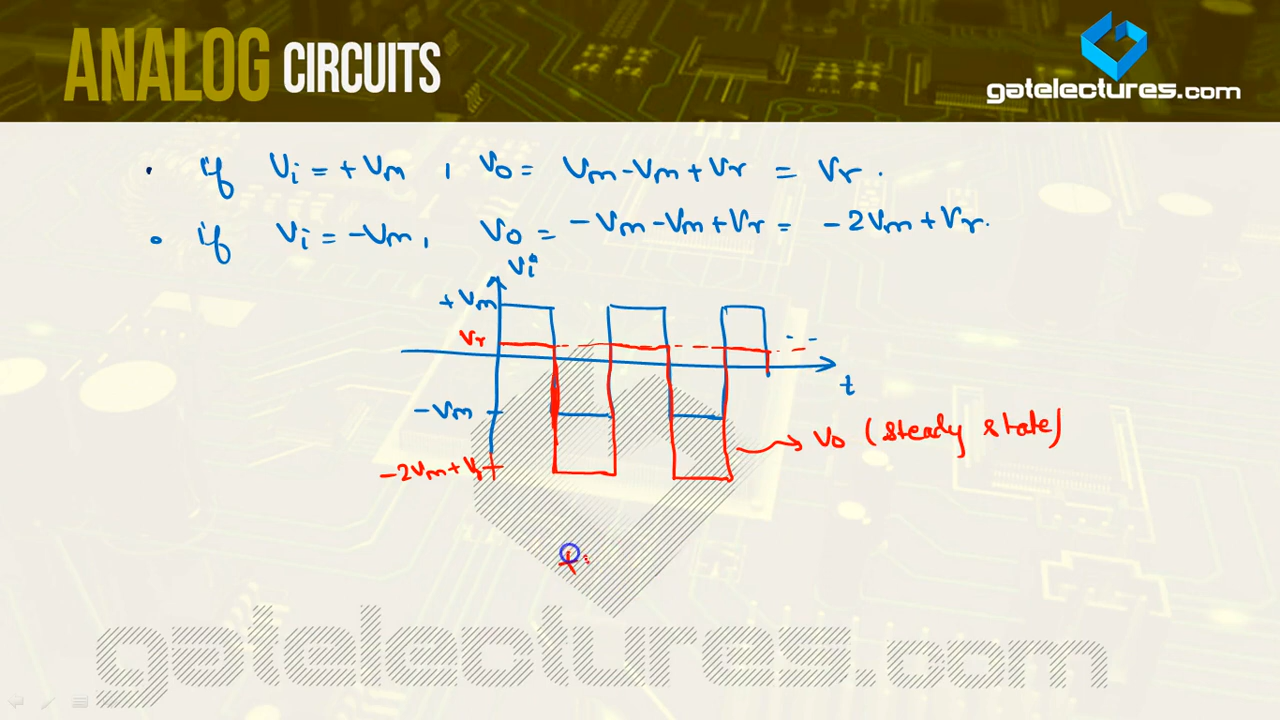 ANALOG CIRCUITS
gatelectures.com
• if Vi = +Vm , Vo = Vm - Vm + Vr = Vr .
• if Vi = -Vm , Vo = -Vm - Vm + Vr = -2Vm + Vr.
Vi
+Vm
Vr
t
-Vm
Vo (steady state)
-2Vm + Vr
gatelectures.com